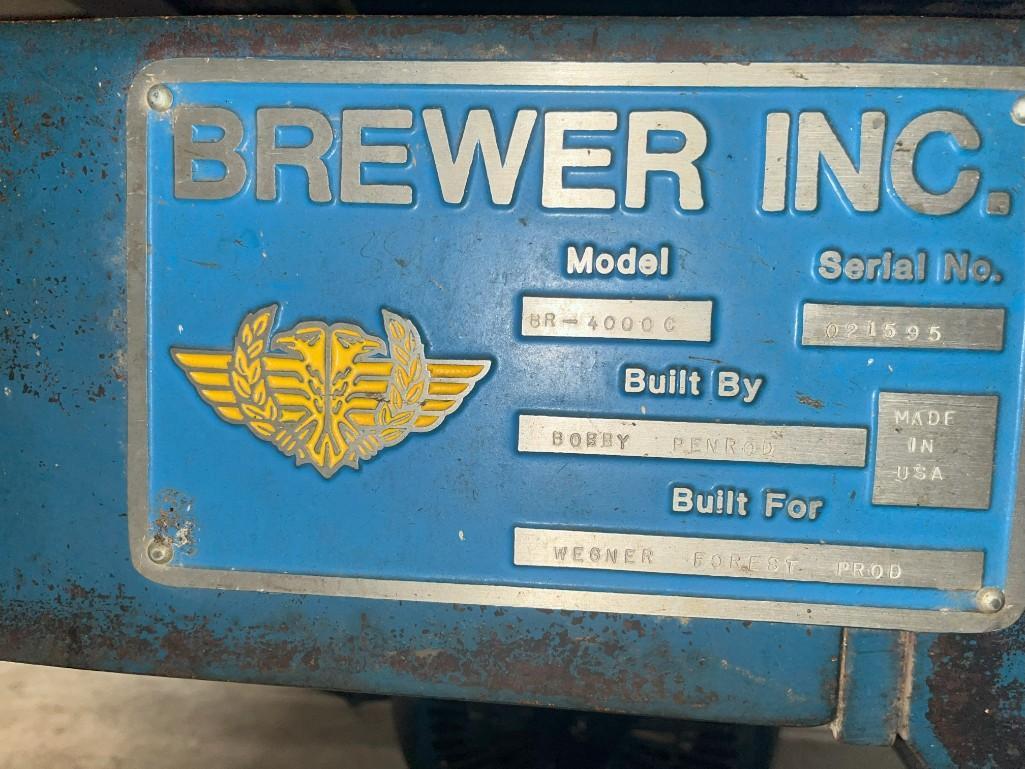 BREWER INC.
Model
BR-4000C
Serial No.
021595
Built By
BOBBY PENROD
MADE
IN
USA
Built For
WEGNER FOREST PROD